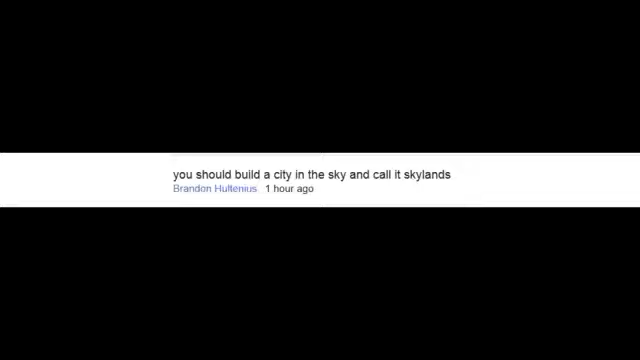 you should build a city in the sky and call it skylands
Brandon Hultenius 1 hour ago